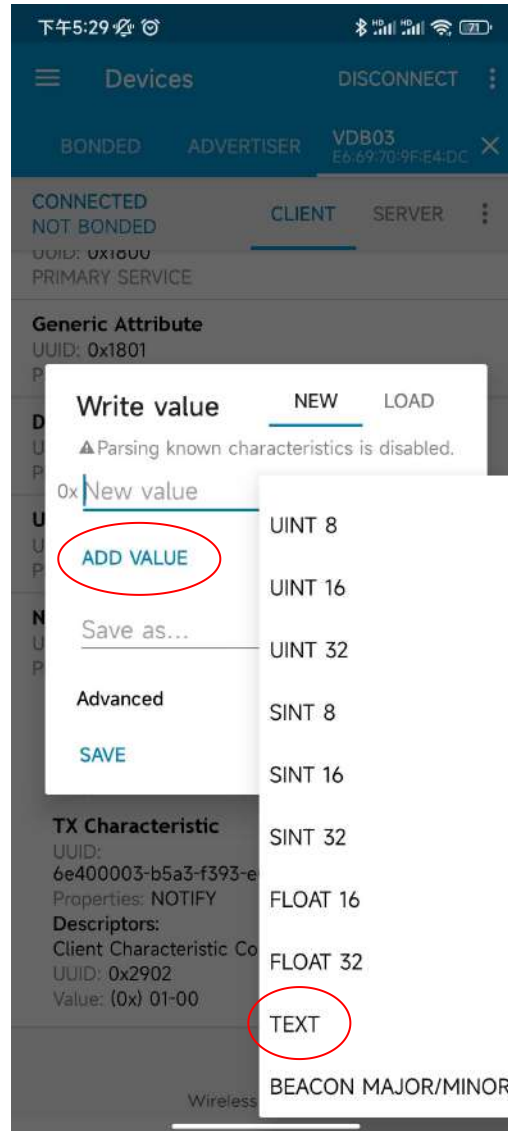 下午5:29
71
Devices
DISCONNECT
BONDED
ADVERTISER
VDB03
E6:69:70:9F:E4:DC
CONNECTED
NOT BONDED
CLIENT
SERVER
UUID: 0x1800
PRIMARY SERVICE
Generic Attribute
UUID: 0x1801
P
Write value
NEW
LOAD
D
U
Parsing known characteristics is disabled.
P
0x New value
U
UINT 8
U
ADD VALUE
P
UINT 16
N
U
Save as...
UINT 32
P
Advanced
SINT 8
SAVE
SINT 16
TX Characteristic
SINT 32
UUID:
6e400003-b5a3-f393-e
Properties: NOTIFY
FLOAT 16
Descriptors:
Client Characteristic Co
FLOAT 32
UUID: 0x2902
Value: (0x) 01-00
TEXT
BEACON MAJOR/MINOR
Wireless